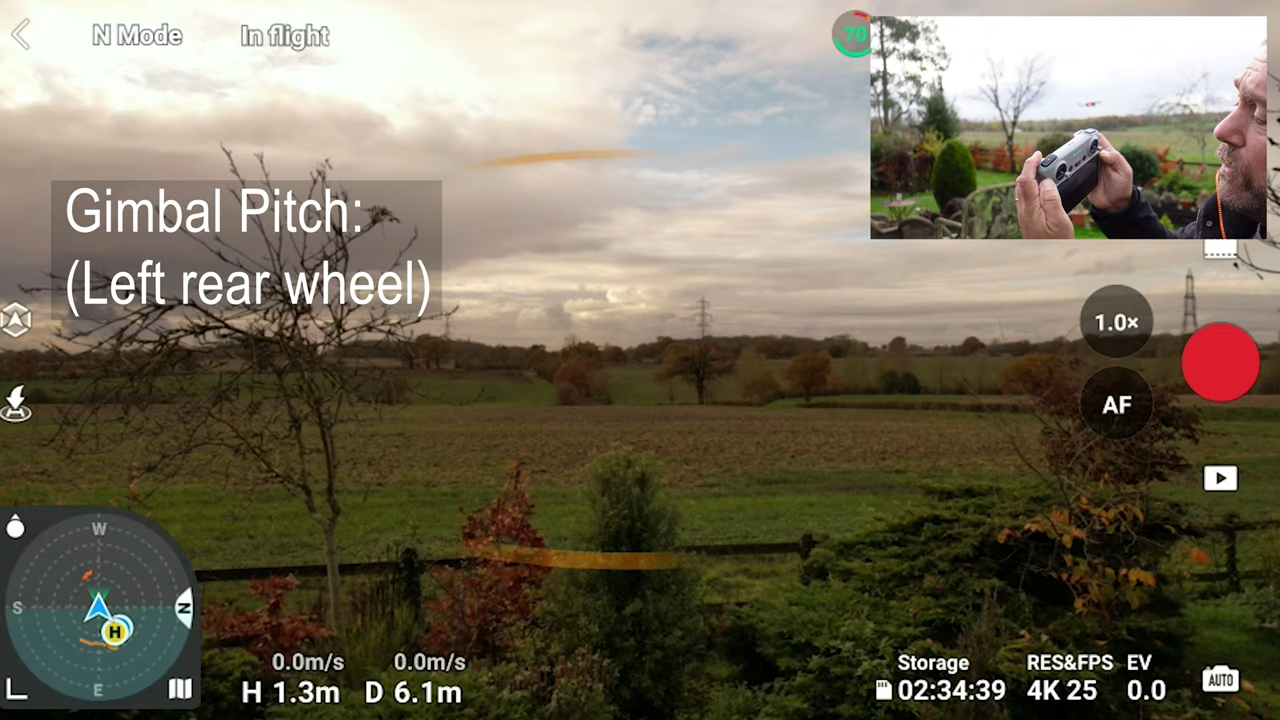 N Mode
In flight
70
Gimbal Pitch:
(Left rear wheel)
1.0×
AF
W
S
N
H
E
0.0m/s
0.0m/s
H 1.3m
D 6.1m
Storage
02:34:39
RES&FPS
4K 25
EV
0.0
AUTO